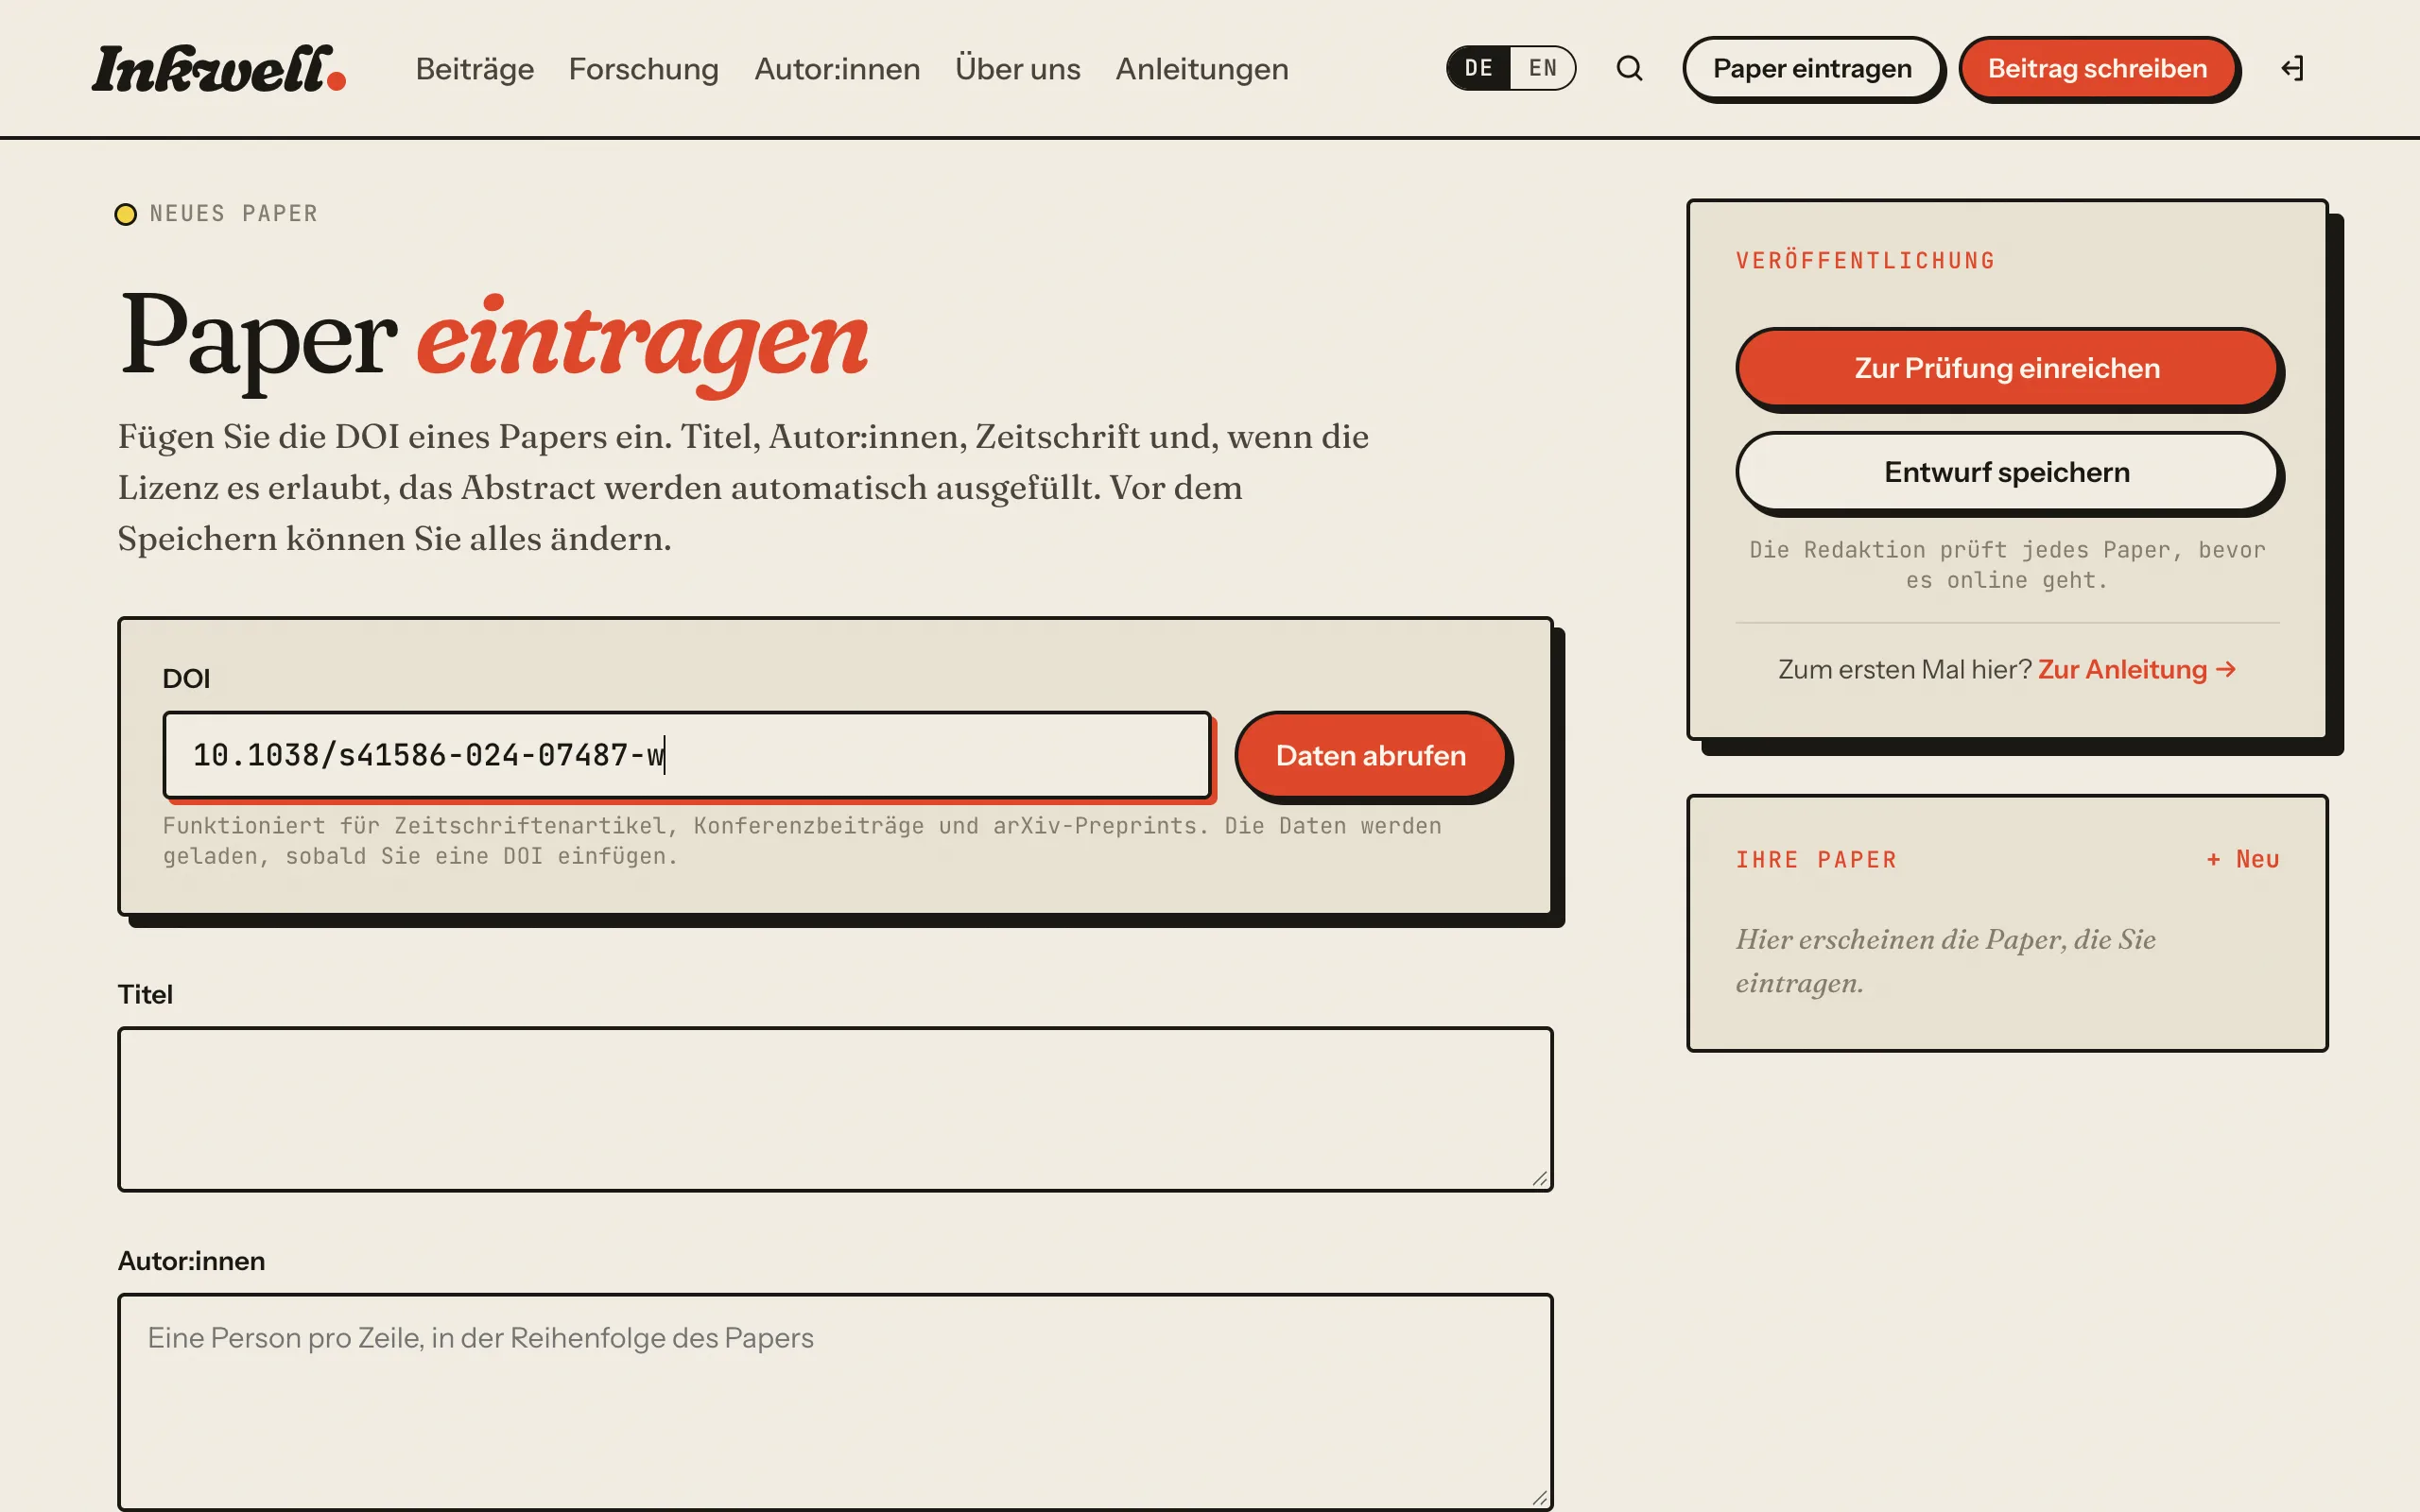 Inkwell.
Beiträge Forschung Autor:innen Über uns Anleitungen
DE EN
Paper eintragen
Beitrag schreiben
NEUES PAPER
Paper eintragen
Fügen Sie die DOI eines Papers ein. Titel, Autor:innen, Zeitschrift und, wenn die
Lizenz es erlaubt, das Abstract werden automatisch ausgefüllt. Vor dem
Speichern können Sie alles ändern.
DOI
10.1038/s41586-024-07487-w
Daten abrufen
Funktioniert für Zeitschriftenartikel, Konferenzbeiträge und arXiv-Preprints. Die Daten werden
geladen, sobald Sie eine DOI einfügen.
Titel
Autor:innen
Eine Person pro Zeile, in der Reihenfolge des Papers
VERÖFFENTLICHUNG
Zur Prüfung einreichen
Entwurf speichern
Die Redaktion prüft jedes Paper, bevor
es online geht.
Zum ersten Mal hier? Zur Anleitung →
IHRE PAPER
+ Neu
Hier erscheinen die Paper, die Sie
eintragen.